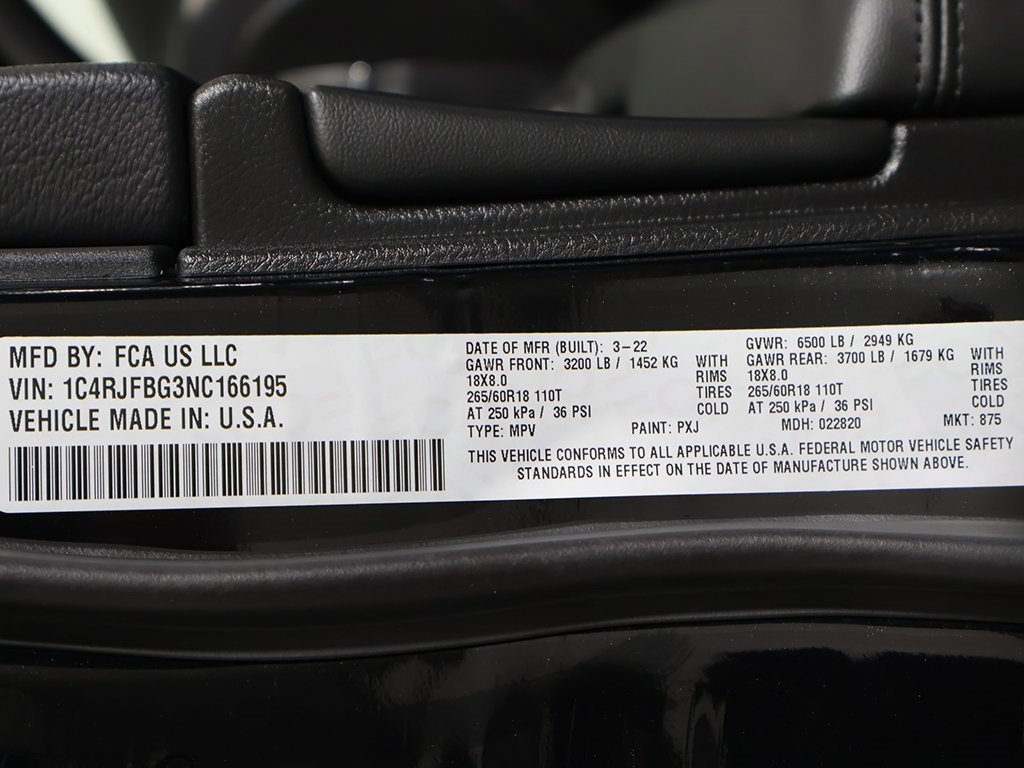 MFD BY: FCA US LLC
VIN: 1C4RJFBG3NC166195
VEHICLE MADE IN: U.S.A.
DATE OF MFR (BUILT): 3-22
GAWR FRONT: 3200 LB / 1452 KG WITH
18X8.0 RIMS
265/60R18 110T TIRES
AT 250 kPa / 36 PSI COLD
TYPE: MPV PAINT: PXJ
GVWR: 6500 LB / 2949 KG
GAWR REAR: 3700 LB / 1679 KG WITH
18X8.0 RIMS
265/60R18 110T TIRES
AT 250 kPa / 36 PSI COLD
MDH: 022820 MKT: 875
THIS VEHICLE CONFORMS TO ALL APPLICABLE U.S.A. FEDERAL MOTOR VEHICLE SAFETY
STANDARDS IN EFFECT ON THE DATE OF MANUFACTURE SHOWN ABOVE.